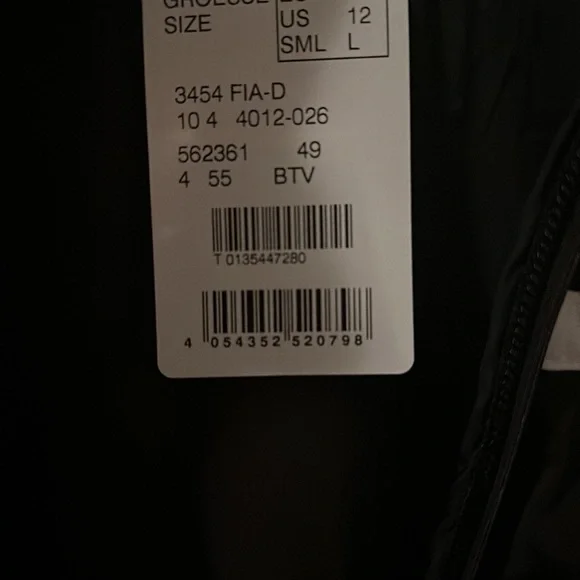 GROESSE
SIZE
US 12
SML L
3454 FIA-D
10 4 4012-026
562361 49
4 55 BTV
T 0135447280
4 054352 520798